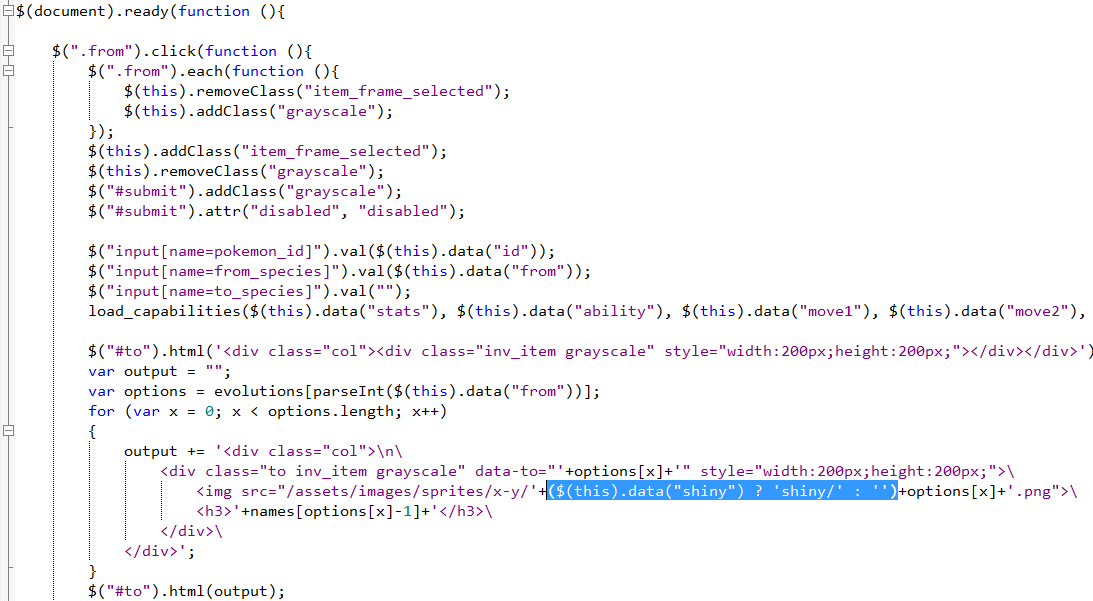 $(document).ready(function (){
$(".from").click(function (){
$(".from").each(function (){
$(this).removeClass("item_frame_selected");
$(this).addClass("grayscale");
});
$(this).addClass("item_frame_selected");
$(this).removeClass("grayscale");
$("#submit").addClass("grayscale");
$("#submit").attr("disabled", "disabled");
$("input[name=pokemon_id]").val($(this).data("id"));
$("input[name=from_species]").val($(this).data("from"));
$("input[name=to_species]").val("");
load_capabilities($(this).data("stats"), $(this).data("ability"), $(this).data("move1"), $(this).data("move2"),
$("#to").html('<div class="col"><div class="inv_item grayscale" style="width:200px;height:200px;"></div></div>')
var output = "";
var options = evolutions[parseInt($(this).data("from"))];
for (var x = 0; x < options.length; x++)
{
output += '<div class="col">\n\
<div class="to inv_item grayscale" data-to="'+options[x]+'" style="width:200px;height:200px;">\
<img src="/assets/images/sprites/x-y/'+($(this).data("shiny") ? 'shiny/' : '')+options[x]+'.png">\
<h3>'+names[options[x]-1]+'</h3>\
</div>\
</div>';
}
$("#to").html(output);